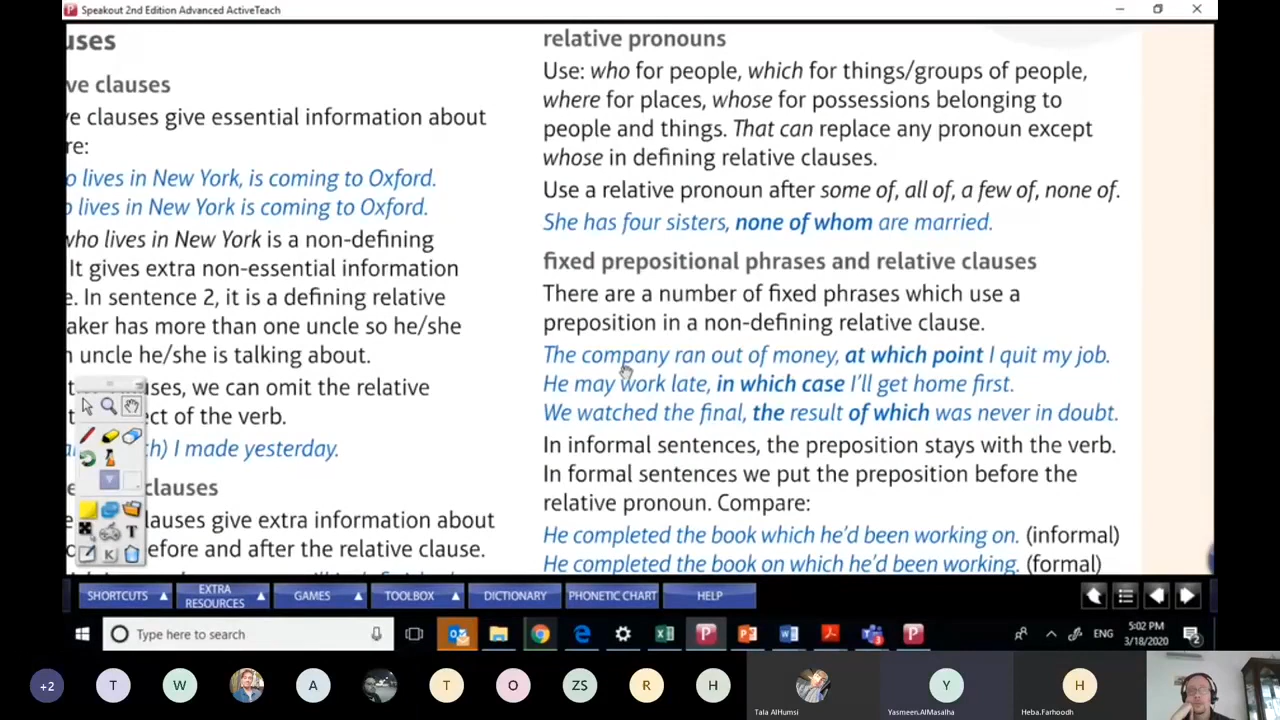 Speakout 2nd Edition Advanced ActiveTeach
uses
ve clauses
ve clauses give essential information about
re:
o lives in New York, is coming to Oxford.
o lives in New York is coming to Oxford.
who lives in New York is a non-defining
It gives extra non-essential information
e. In sentence 2, it is a defining relative
aker has more than one uncle so he/she
uncle he/she is talking about.
uses, we can omit the relative
ect of the verb.
ch) I made yesterday.
clauses
lauses give extra information about
efore and after the relative clause.
relative pronouns
Use: who for people, which for things/groups of people,
where for places, whose for possessions belonging to
people and things. That can replace any pronoun except
whose in defining relative clauses.
Use a relative pronoun after some of, all of, a few of, none of.
She has four sisters, none of whom are married.
fixed prepositional phrases and relative clauses
There are a number of fixed phrases which use a
preposition in a non-defining relative clause.
The company ran out of money, at which point I quit my job.
He may work late, in which case I'll get home first.
We watched the final, the result of which was never in doubt.
In informal sentences, the preposition stays with the verb.
In formal sentences we put the preposition before the
relative pronoun. Compare:
He completed the book which he'd been working on. (informal)
He completed the book on which he'd been working. (formal)
SHORTCUTS
EXTRA
RESOURCES
GAMES
TOOLBOX
DICTIONARY
PHONETIC CHART
HELP
Type here to search
ENG
5:02 PM
3/18/2020
+2
T
W
A
T
O
ZS
R
H
Y
H
Tala AlHumsi
Yasmeen.AlMasalha
Heba.Farhoodh